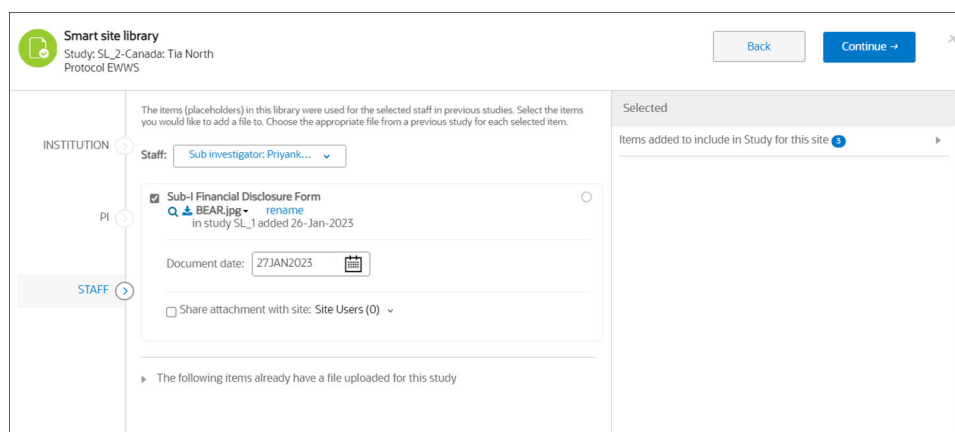 Smart site library
Study: SL_2-Canada: Tia North
Protocol EWWS
Back
Continue →
The items (placeholders) in this library were used for the selected staff in previous studies. Select the items
you would like to add a file to. Choose the appropriate file from a previous study for each selected item.
INSTITUTION
PI
STAFF
Staff:
Sub investigator: Priyank...
Sub-I Financial Disclosure Form
BEAR.jpg
rename
in study SL_1 added 26-Jan-2023
Document date:
27JAN2023
Share attachment with site: Site Users (0)
The following items already have a file uploaded for this study
Selected
Items added to include in Study for this site 3